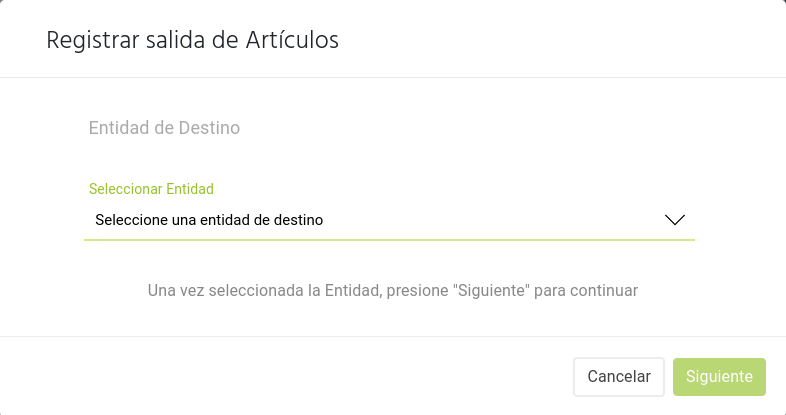 Registrar salida de Artículos
Entidad de Destino
Seleccionar Entidad
Seleccione una entidad de destino
Una vez seleccionada la Entidad, presione "Siguiente" para continuar
Cancelar Siguiente